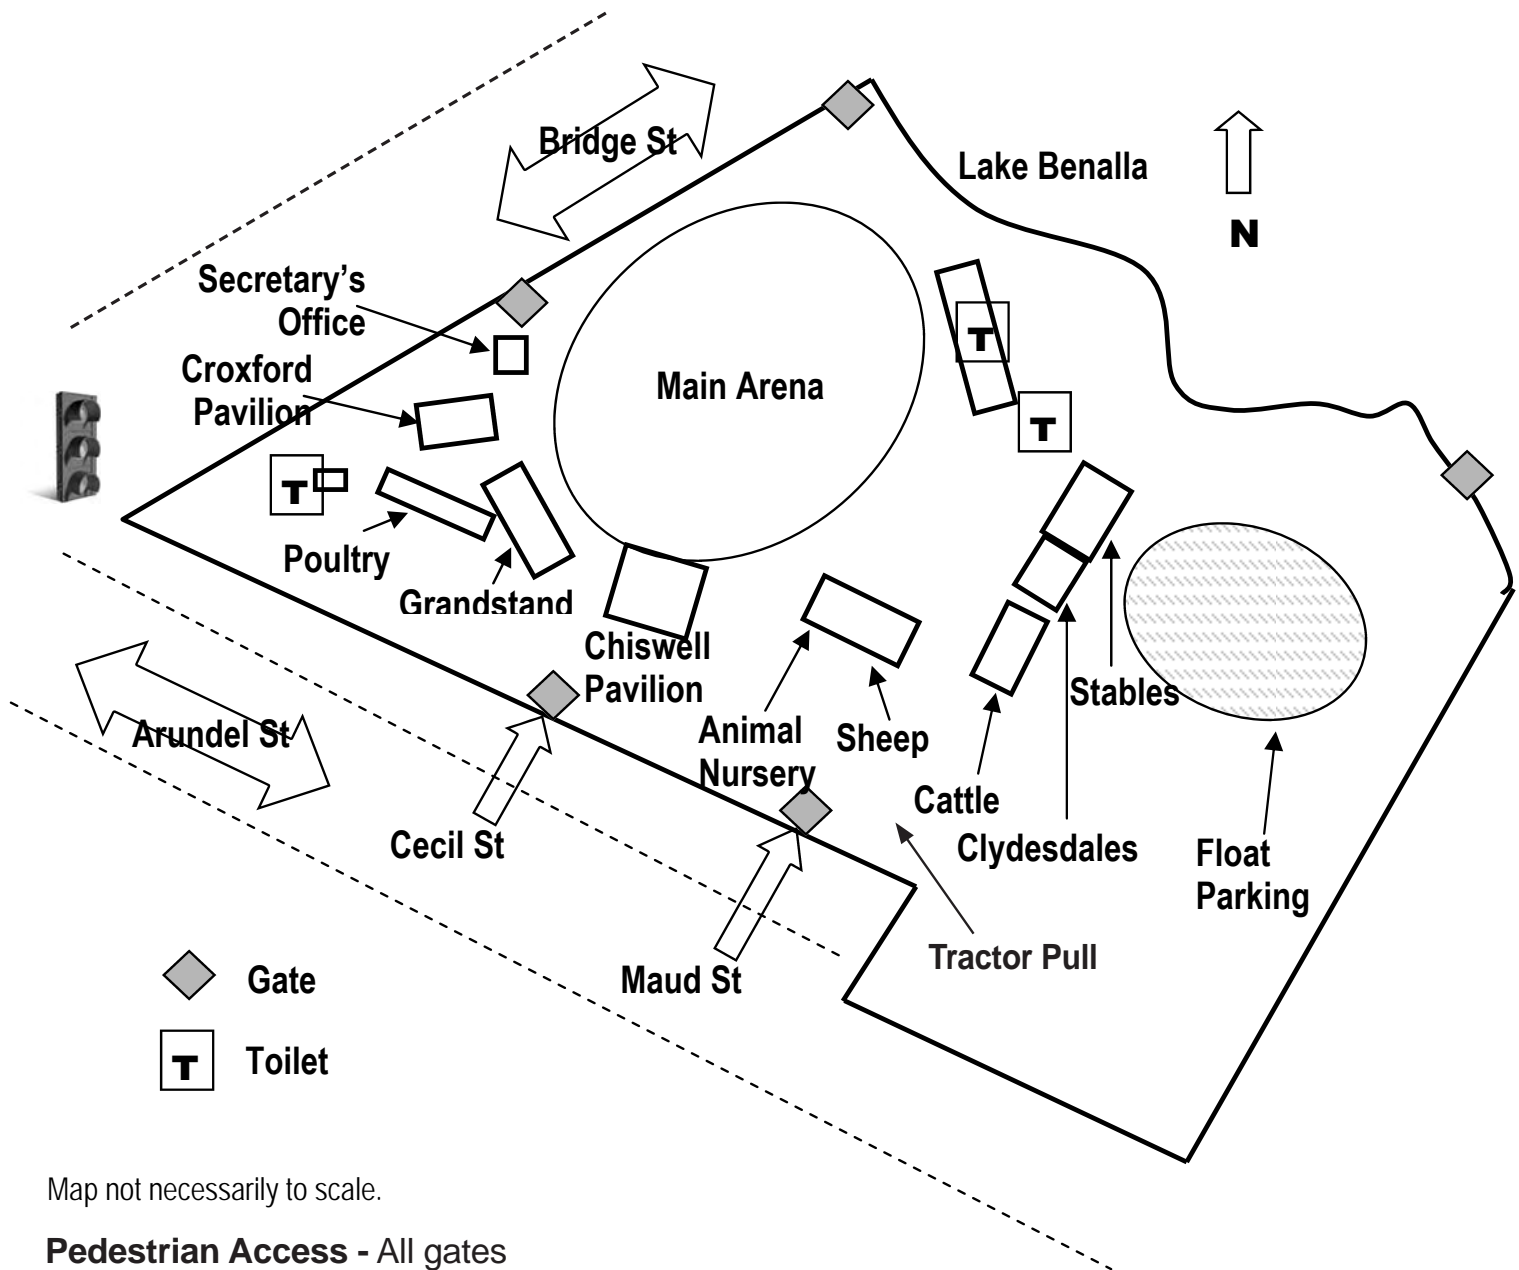 Bridge St
Lake Benalla
N
Secretary’s
Office
Croxford
Pavilion
Main Arena
T
T
T
Poultry
Grandstand
Chiswell
Pavilion
Arundel St
Animal
Nursery
Sheep
Stables
Cattle
Clydesdales
Float
Parking
Cecil St
Maud St
Tractor Pull
Gate
T
Toilet
Map not necessarily to scale.
Pedestrian Access - All gates